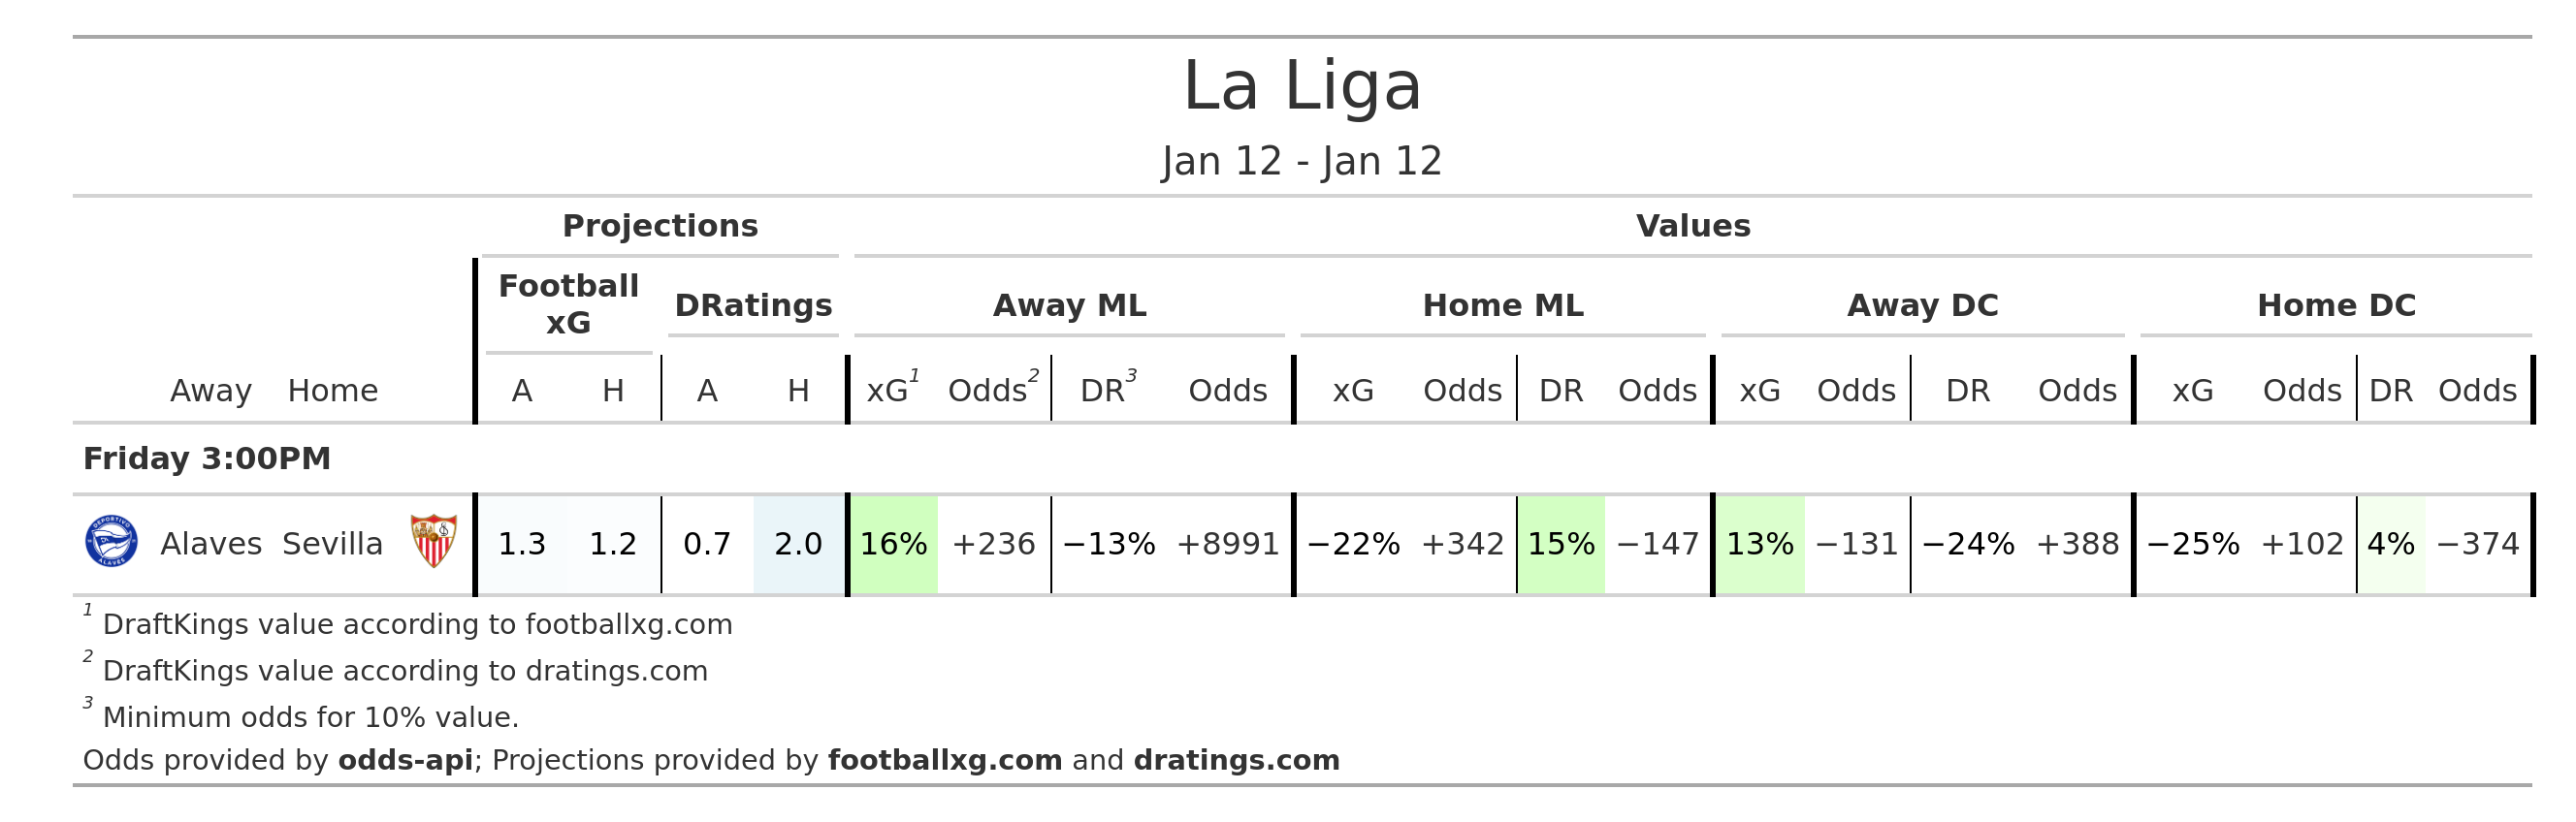 La Liga
Jan 12 - Jan 12
Projections Values
Football xG DRatings Away ML Home ML Away DC Home DC
Away Home A H A H xG1 Odds2 DR3 Odds xG Odds DR Odds xG Odds DR Odds xG Odds DR Odds
Friday 3:00PM
DEPORTIVO ALAVÉS Alaves Sevilla 1.3 1.2 0.7 2.0 16% +236 −13% +8991 −22% +342 15% −147 13% −131 −24% +388 −25% +102 4% −374
1 DraftKings value according to footballxg.com
2 DraftKings value according to dratings.com
3 Minimum odds for 10% value.
Odds provided by odds-api; Projections provided by footballxg.com and dratings.com